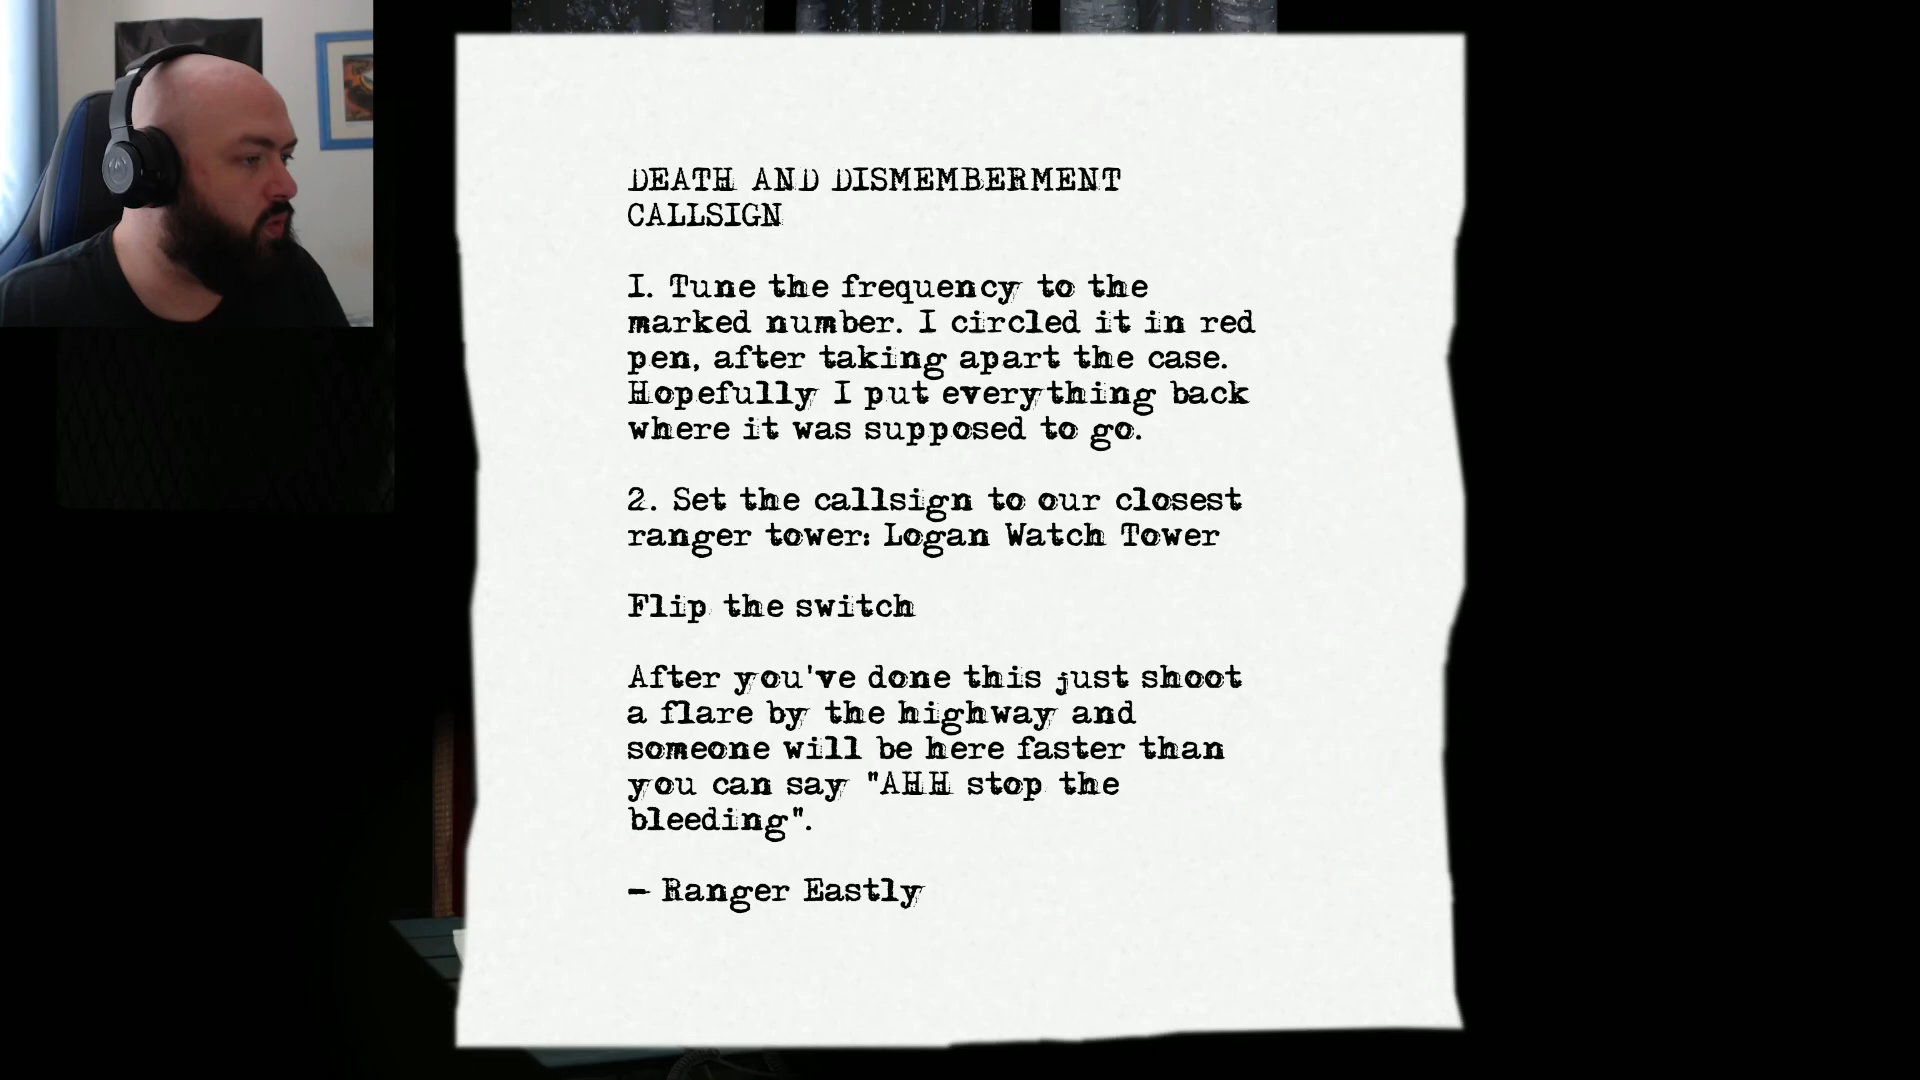 DEATH AND DISMEMBERMENT
CALLSIGN
1. Tune the frequency to the
marked number. I circled it in red
pen, after taking apart the case.
Hopefully I put everything back
where it was supposed to go.
2. Set the callsign to our closest
ranger tower: Logan Watch Tower
Flip the switch
After you've done this just shoot
a flare by the highway and
someone will be here faster than
you can say "AHH stop the
bleeding".
— Ranger Eastly